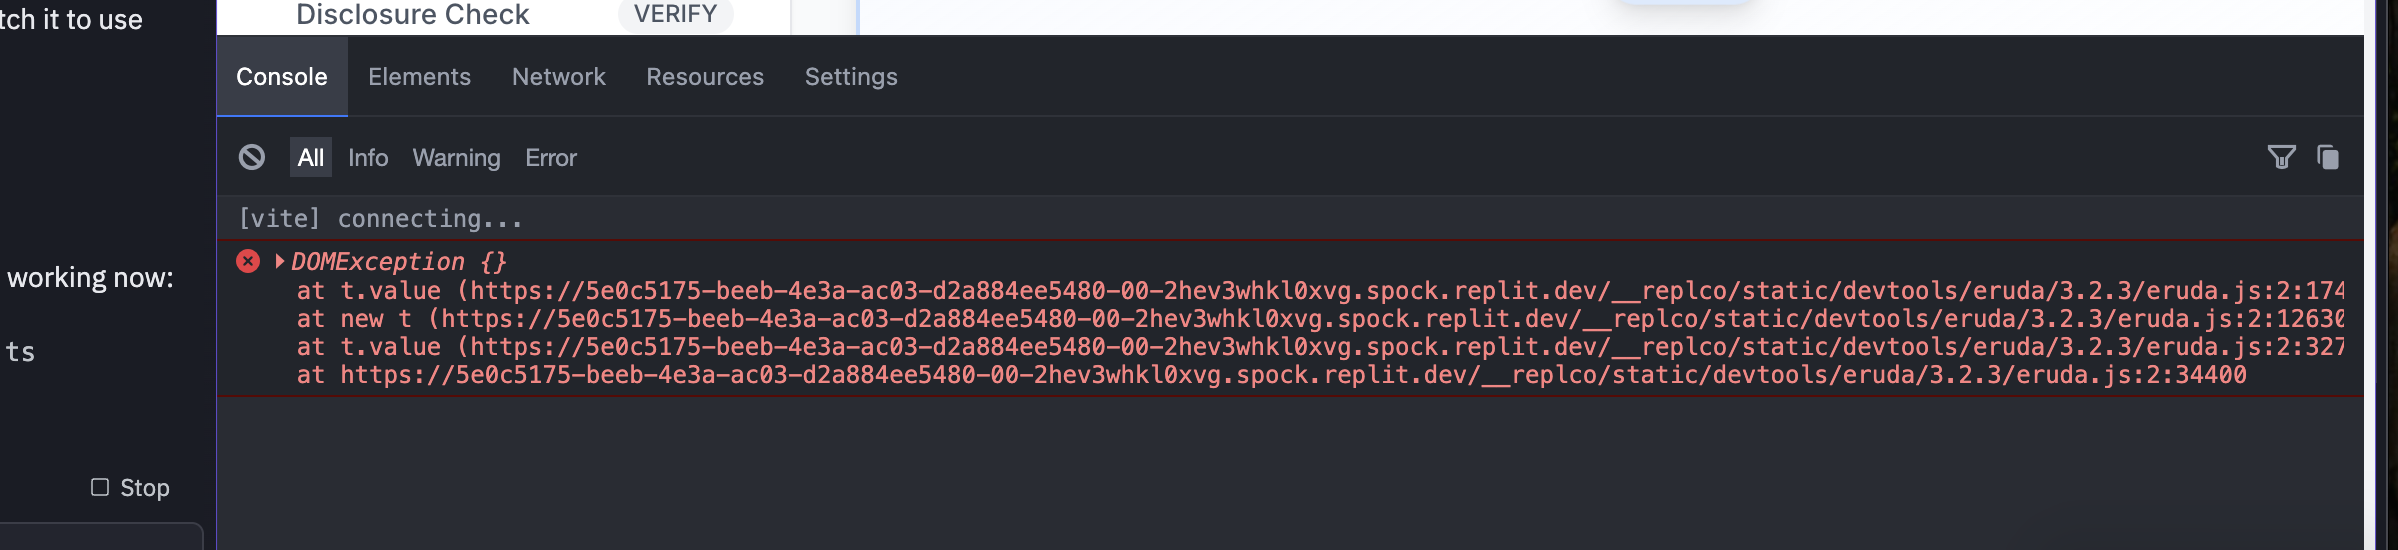 tch it to use
working now:
ts
Stop
Disclosure Check VERIFY
Console Elements Network Resources Settings
All Info Warning Error
[vite] connecting...
DOMException {}
at t.value (https://5e0c5175-beeb-4e3a-ac03-d2a884ee5480-00-2hev3whkl0xvg.spock.replit.dev/__replco/static/devtools/eruda/3.2.3/eruda.js:2:174
at new t (https://5e0c5175-beeb-4e3a-ac03-d2a884ee5480-00-2hev3whkl0xvg.spock.replit.dev/__replco/static/devtools/eruda/3.2.3/eruda.js:2:12630
at t.value (https://5e0c5175-beeb-4e3a-ac03-d2a884ee5480-00-2hev3whkl0xvg.spock.replit.dev/__replco/static/devtools/eruda/3.2.3/eruda.js:2:327
at https://5e0c5175-beeb-4e3a-ac03-d2a884ee5480-00-2hev3whkl0xvg.spock.replit.dev/__replco/static/devtools/eruda/3.2.3/eruda.js:2:34400